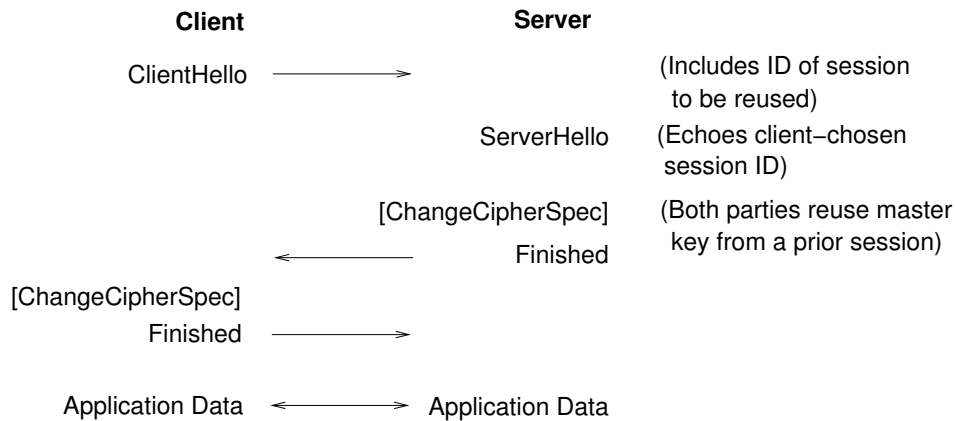 Client Server
ClientHello (Includes ID of session
to be reused)
ServerHello (Echoes client−chosen
session ID)
[ChangeCipherSpec] (Both parties reuse master
key from a prior session)
Finished
[ChangeCipherSpec]
Finished
Application Data Application Data